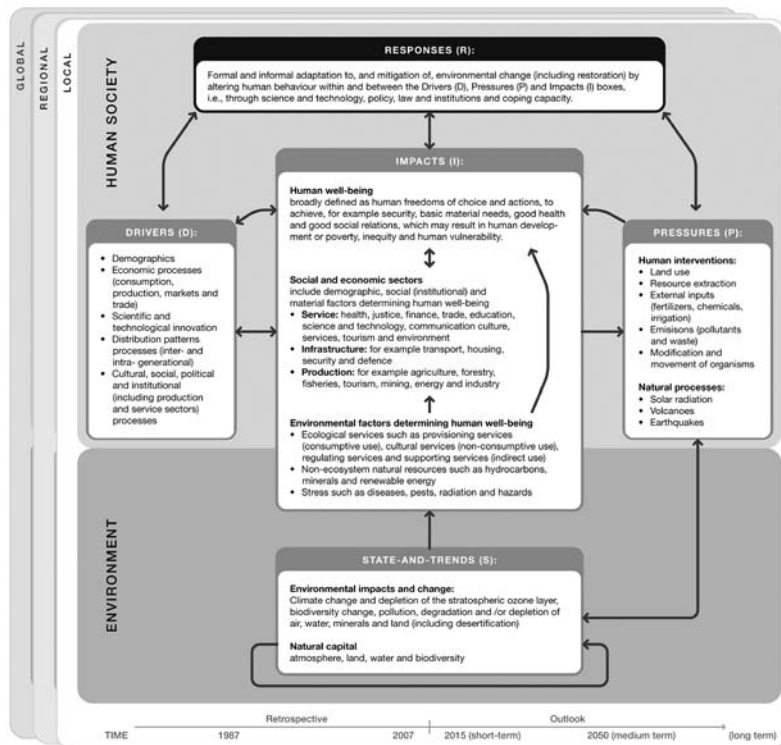 GLOBAL
REGIONAL
LOCAL
HUMAN SOCIETY
RESPONSES (R):
Formal and informal adaptation to, and mitigation of, environmental change (including restoration) by
altering human behaviour within and between the Drivers (D), Pressures (P) and Impacts (I) boxes,
i.e., through science and technology, policy, law and institutions and coping capacity.
IMPACTS (I):
Human well-being
broadly defined as human freedoms of choice and actions, to
achieve, for example security, basic material needs, good health
and good social relations, which may result in human develop-
ment or poverty, inequity and human vulnerability.
Social and economic sectors
include demographic, social (institutional) and
material factors determining human well-being
• Service: health, justice, finance, trade, education,
science and technology, communication culture,
services, tourism and environment
• Infrastructure: for example transport, housing,
security and defence
• Production: for example agriculture, forestry,
fisheries, tourism, mining, energy and industry
Environmental factors determining human well-being
• Ecological services such as provisioning services
(consumptive use), cultural services (non-consumptive use),
regulating services and supporting services (indirect use)
• Non-ecosystem natural resources such as hydrocarbons,
minerals and renewable energy
• Stress such as diseases, pests, radiation and hazards
DRIVERS (D):
• Demographics
• Economic processes
(consumption,
production, markets and
trade)
• Scientific and
technological innovation
• Distribution patterns
processes (inter- and
intra- generational)
• Cultural, social, political
and institutional
(including production
and service sectors)
processes
PRESSURES (P):
Human interventions:
• Land use
• Resource extraction
• External inputs
(fertilizers, chemicals,
irrigation)
• Emisisons (pollutants
and waste)
• Modification and
movement of organisms
Natural processes:
• Solar radiation
• Volcanoes
• Earthquakes
ENVIRONMENT
STATE-AND-TRENDS (S):
Environmental impacts and change:
Climate change and depletion of the stratospheric ozone layer,
biodiversity change, pollution, degradation and /or depletion of
air, water, minerals and land (including desertification)
Natural capital
atmosphere, land, water and biodiversity
Retrospective
Outlook
TIME 1987 2007 2015 (short-term) 2050 (medium term) (long term)